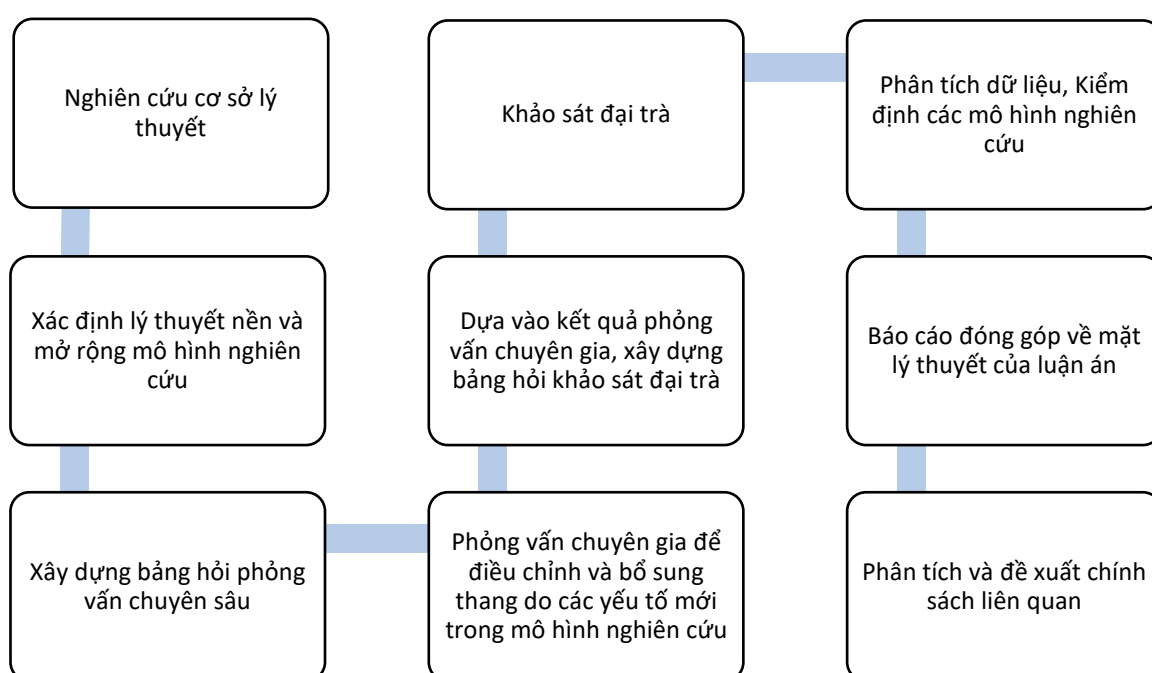 Nghiên cứu cơ sở lý
thuyết
Xác định lý thuyết nền và
mở rộng mô hình nghiên
cứu
Xây dựng bảng hỏi phỏng
vấn chuyên sâu
Phỏng vấn chuyên gia để
điều chỉnh và bổ sung
thang do các yếu tố mới
trong mô hình nghiên cứu
Dựa vào kết quả phỏng
vấn chuyên gia, xây dựng
bảng hỏi khảo sát đại trà
Khảo sát đại trà
Phân tích dữ liệu, Kiểm
định các mô hình nghiên
cứu
Báo cáo đóng góp về mặt
lý thuyết của luận án
Phân tích và đề xuất chính
sách liên quan